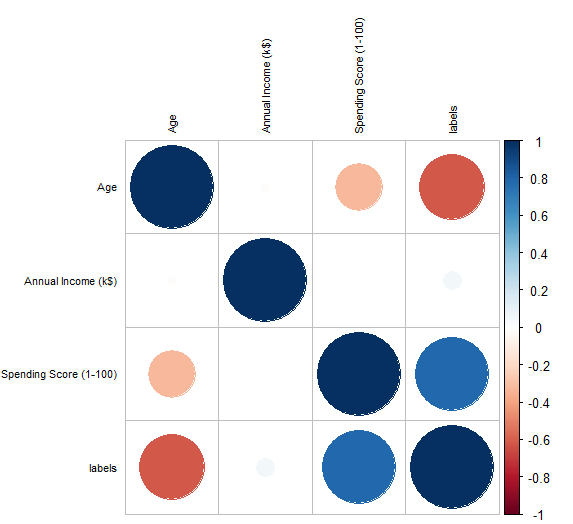 Age
Annual Income (k$)
Spending Score (1-100)
labels
Age
Annual Income (k$)
Spending Score (1-100)
labels
1
0.8
0.6
0.4
0.2
0
-0.2
-0.4
-0.6
-0.8
-1